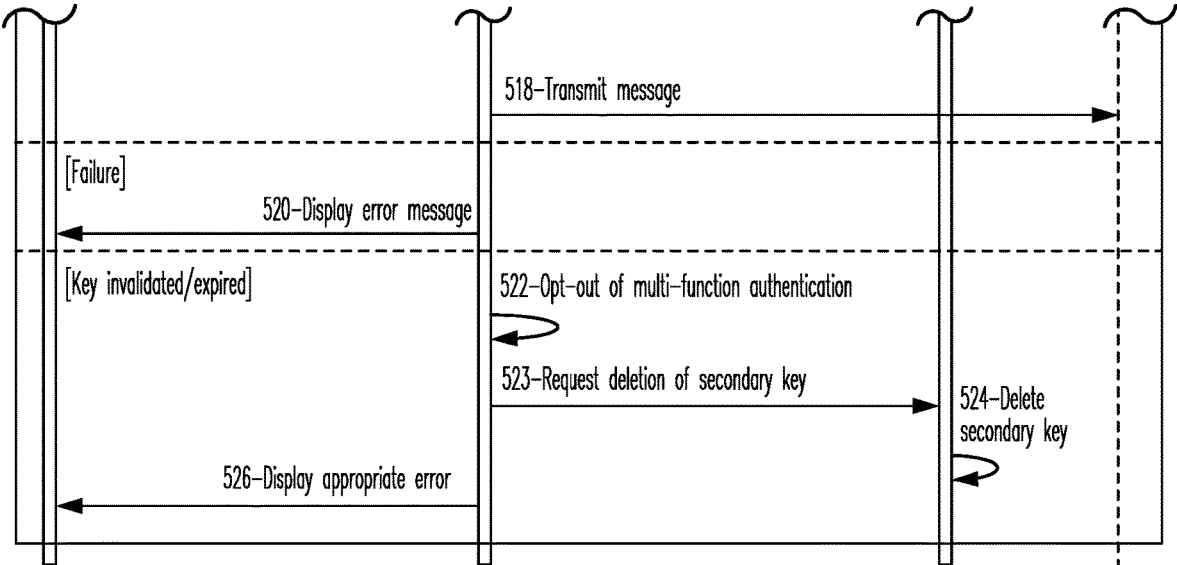 518-Transmit message
[Failure]
520-Display error message
[Key invalidated/expired]
522-Opt-out of multi-function authentication
523-Request deletion of secondary key
524-Delete
secondary key
526-Display appropriate error